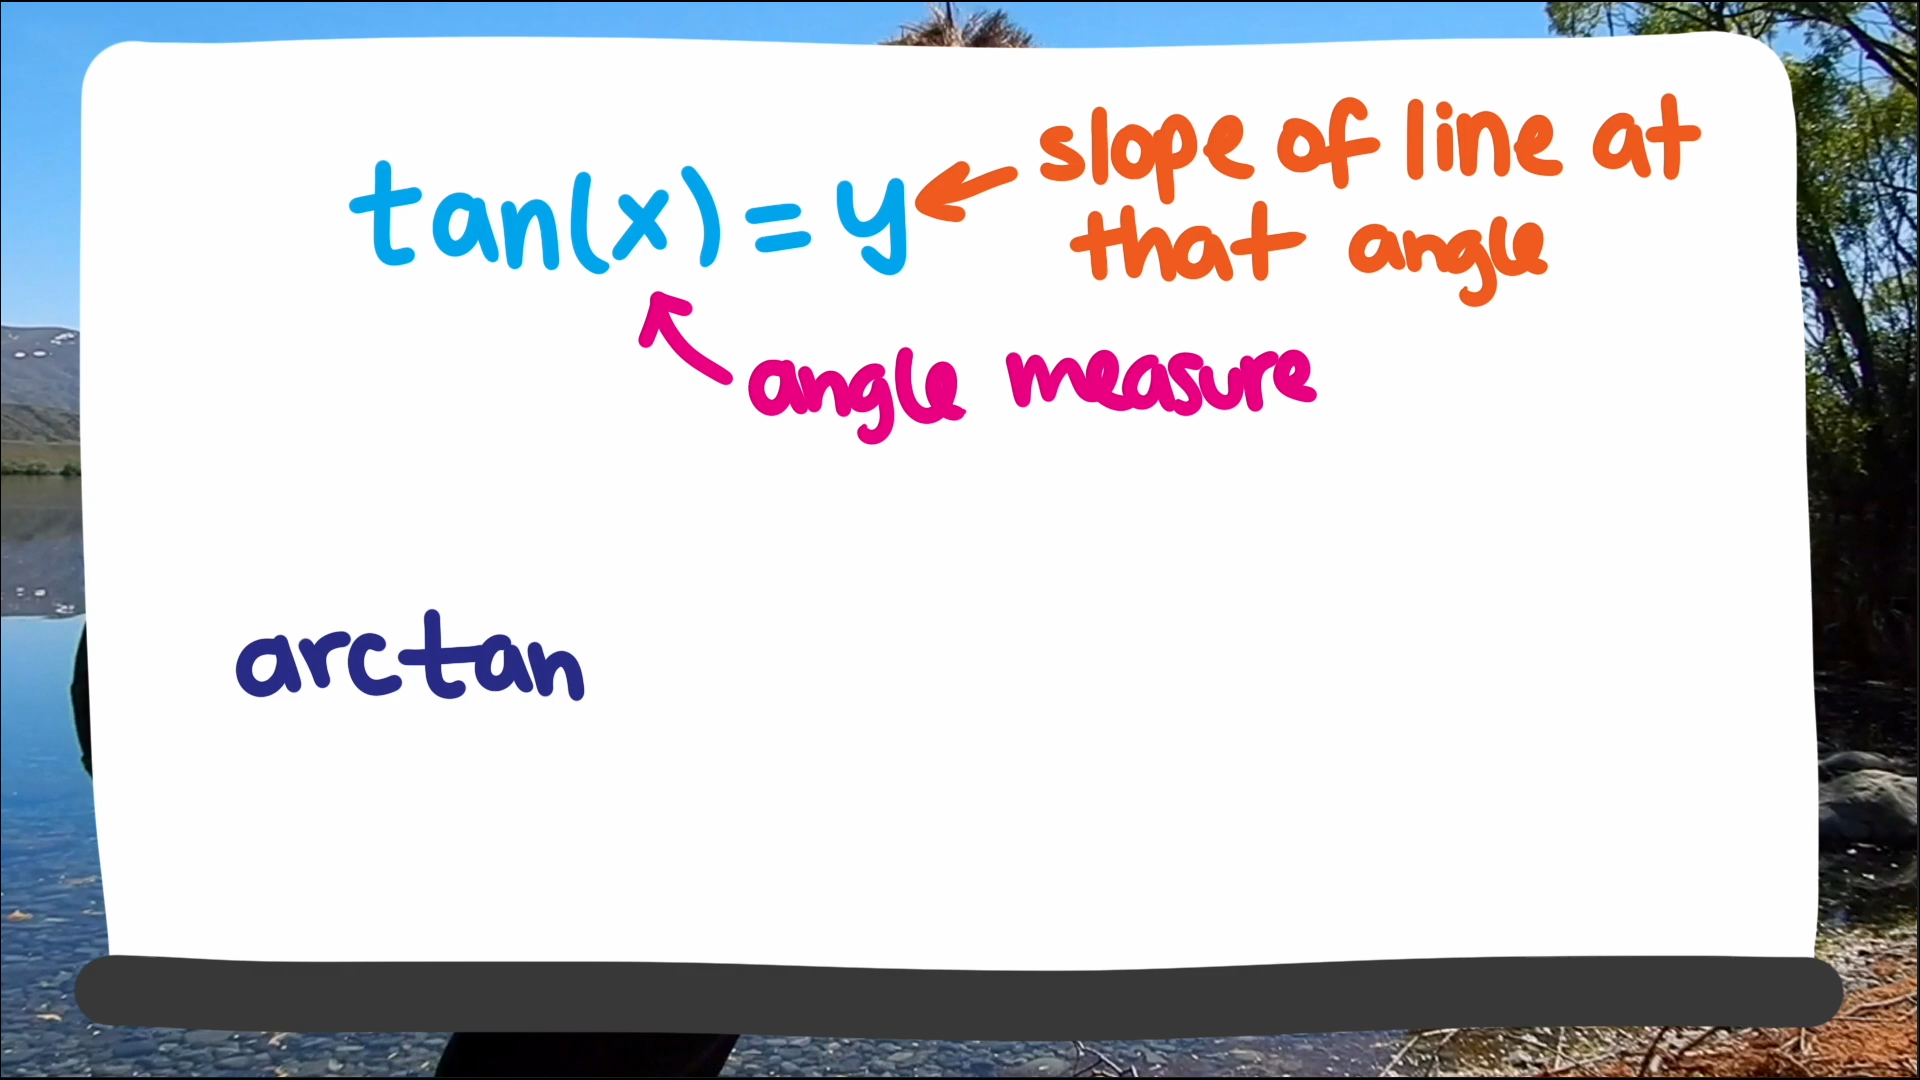 tan(x) = y ← slope of line at
that angle
angle measure
arctan